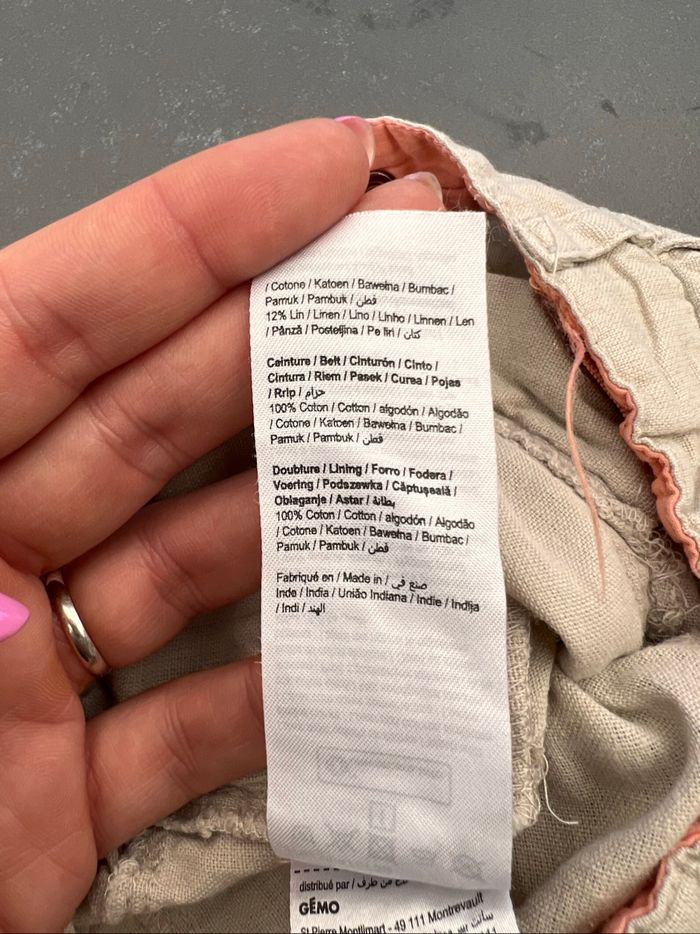 / Cotone / Katoen / Bawełna / Bumbac /
Pamuk / Pambuk / قطن
12% Lin / Linen / Lino / Linho / Linnen / Len
/ Pânză / Posteljina / Pe liri / كتان
Ceinture / Belt / Cinturón / Cinto /
Cintura / Riem / Pasek / Curea / Pojas
/ Rrip / حزام
100% Coton / Cotton / algodón / Algodão
/ Cotone / Katoen / Bawełna / Bumbac /
Pamuk / Pambuk / قطن
Doublure / Lining / Forro / Fodera /
Voering / Podszewka / Căptuşeală /
Oblaganje / Astar / بطانة
100% Coton / Cotton / algodón / Algodão
/ Cotone / Katoen / Bawełna / Bumbac /
Pamuk / Pambuk / قطن
Fabriqué en / Made in / صنع في
Inde / India / União Indiana / Indie / Indija
/ Indi / الهند
distribué par / من طرف
GÉMO
St Pierre Montlimart - 49 111 Montrevault